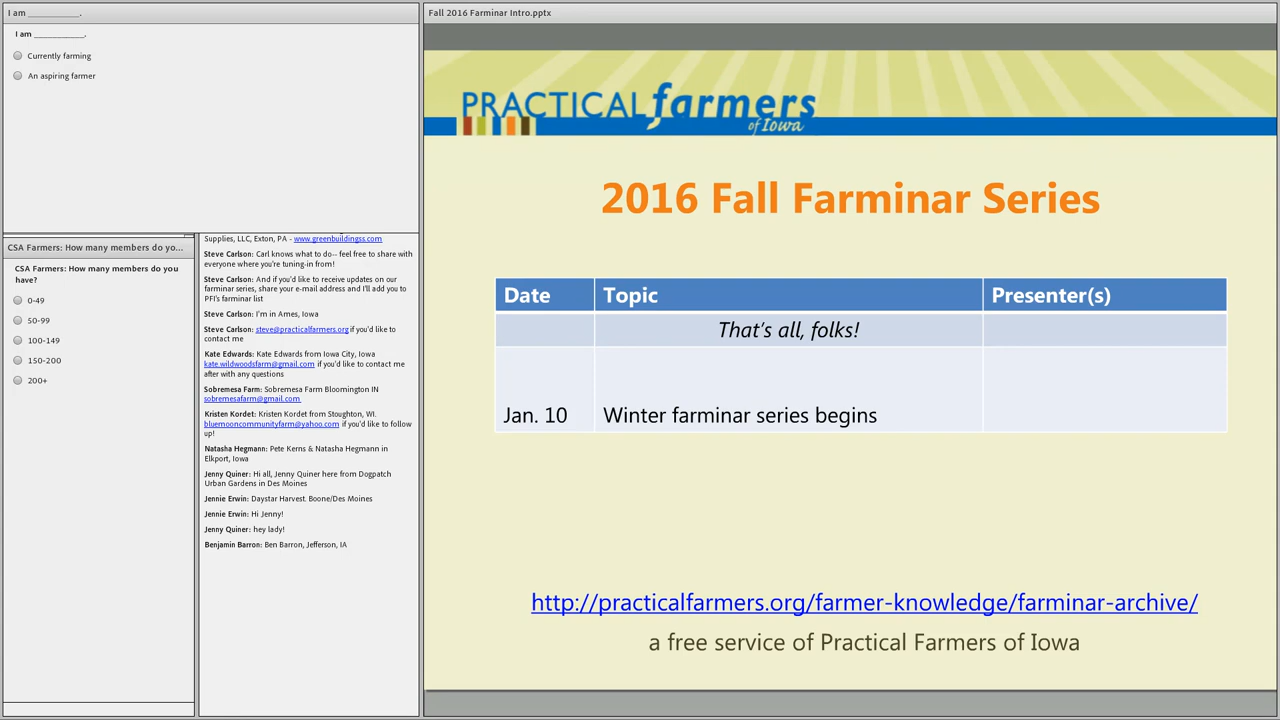 I am _________.
I am ___________.
Currently farming
An aspiring farmer
CSA Farmers: How many members do yo...
CSA Farmers: How many members do you
have?
0-49
50-99
100-149
150-200
200+
Supplies, LLC, Exton, PA - www.greenbuildingss.com
Steve Carlson: Carl knows what to do-- feel free to share with
everyone where you're tuning-in from!
Steve Carlson: And if you'd like to receive updates on our
farminar series, share your e-mail address and I'll add you to
PFI's farminar list
Steve Carlson: I'm in Ames, Iowa
Steve Carlson: steve@practicalfarmers.org if you'd like to
contact me
Kate Edwards: Kate Edwards from Iowa City, Iowa
kate.wildwoodsfarm@gmail.com if you'd like to contact me
after with any questions
Sobremesa Farm: Sobremesa Farm Bloomington IN
sobremesafarm@gmail.com
Kristen Kordet: Kristen Kordet from Stoughton, WI.
bluemooncommunityfarm@yahoo.com if you'd like to follow
up!
Natasha Hegmann: Pete Kerns & Natasha Hegmann in
Elkport, Iowa
Jenny Quiner: Hi all, Jenny Quiner here from Dogpatch
Urban Gardens in Des Moines
Jennie Erwin: Daystar Harvest. Boone/Des Moines
Jennie Erwin: Hi Jenny!
Jenny Quiner: hey lady!
Benjamin Barron: Ben Barron, Jefferson, IA
Fall 2016 Farminar Intro.pptx
PRACTICAL farmers
of Iowa
2016 Fall Farminar Series
Date Topic Presenter(s)
That's all, folks!
Jan. 10 Winter farminar series begins
http://practicalfarmers.org/farmer-knowledge/farminar-archive/
a free service of Practical Farmers of Iowa